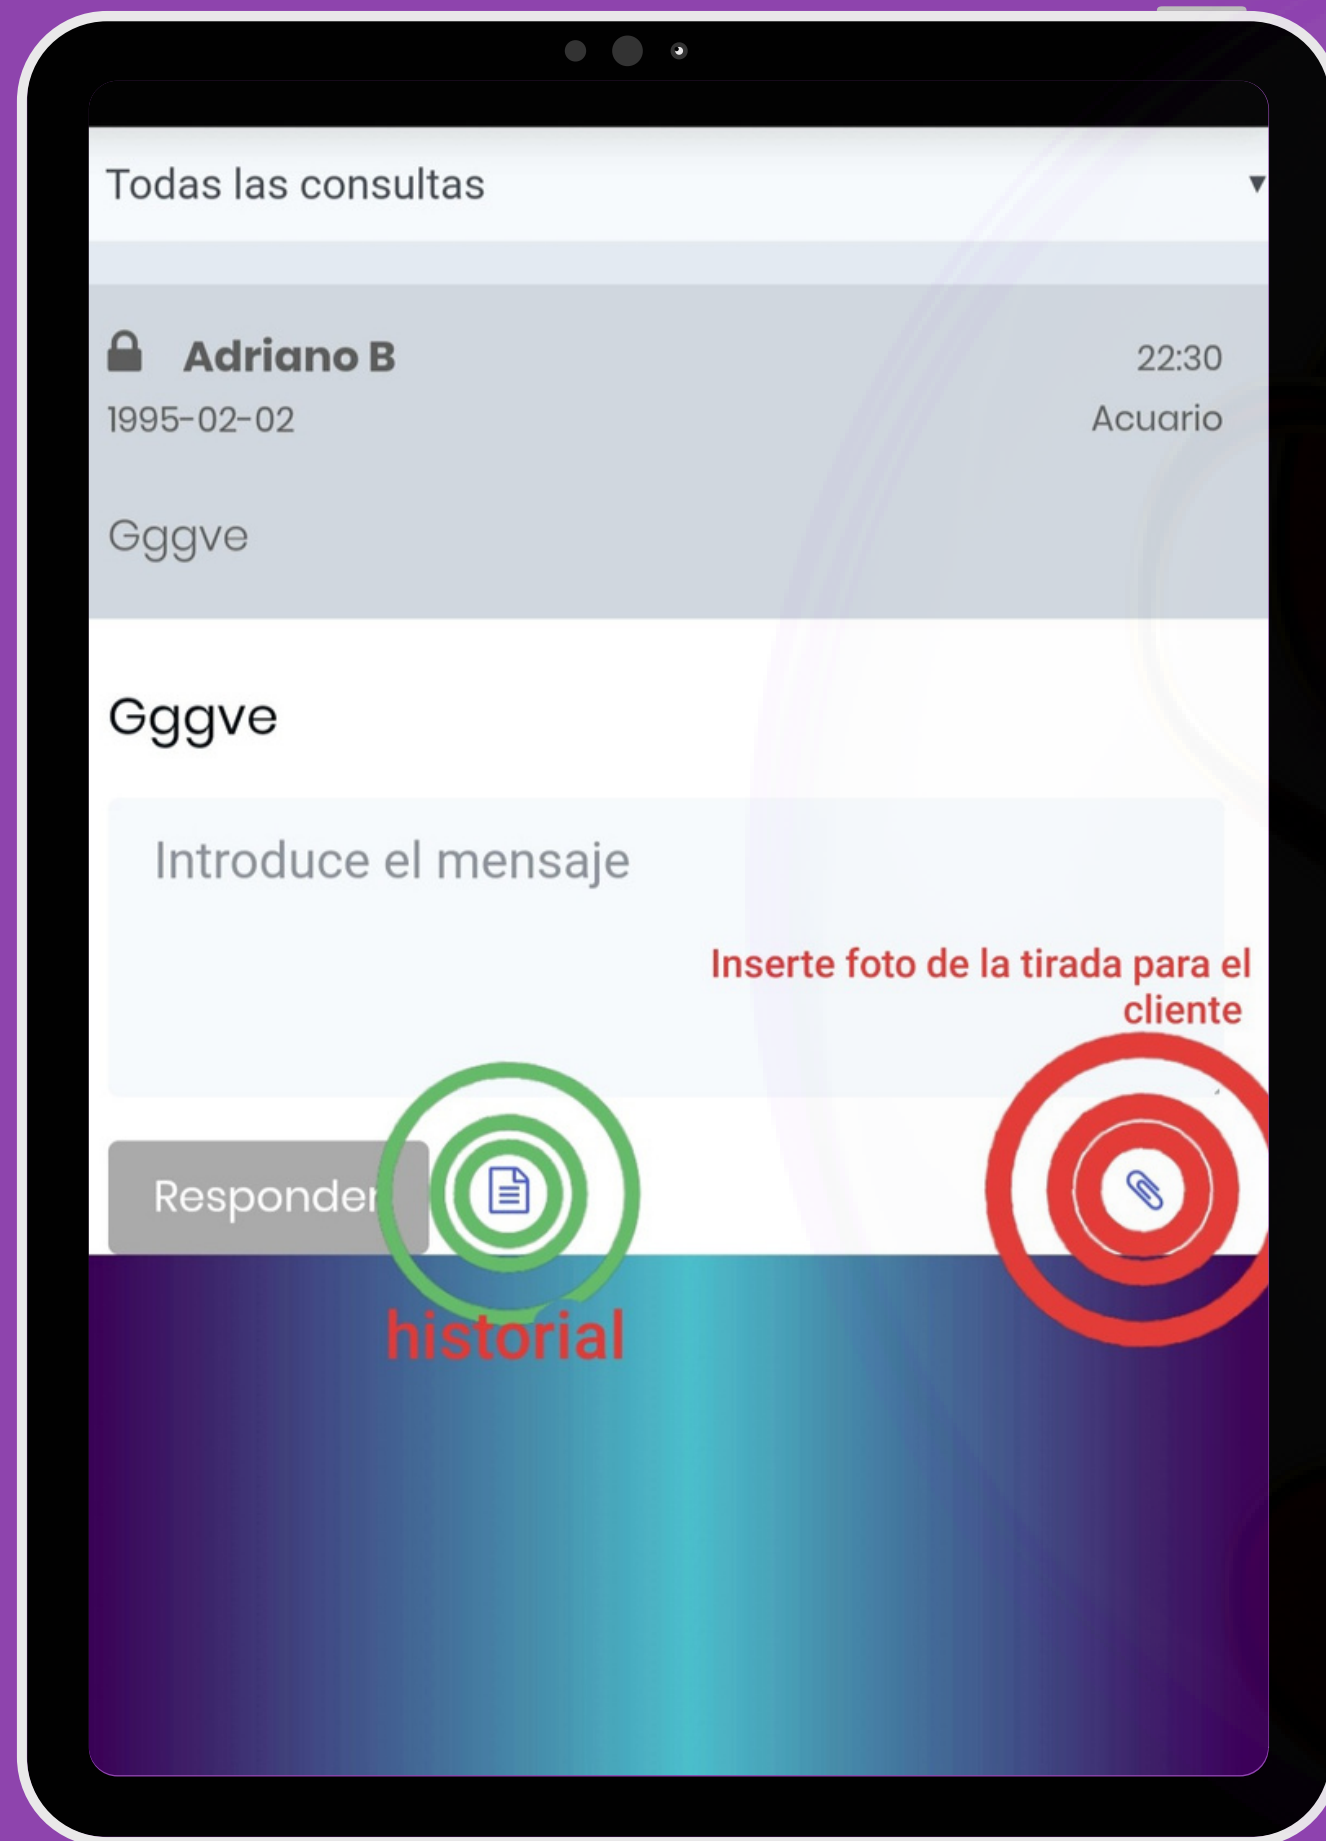 Todas las consultas
Adriano B
22:30
1995-02-02
Acuario
Gggve
Gggve
Introduce el mensaje
Inserte foto de la tirada para el
cliente
Responder
historial